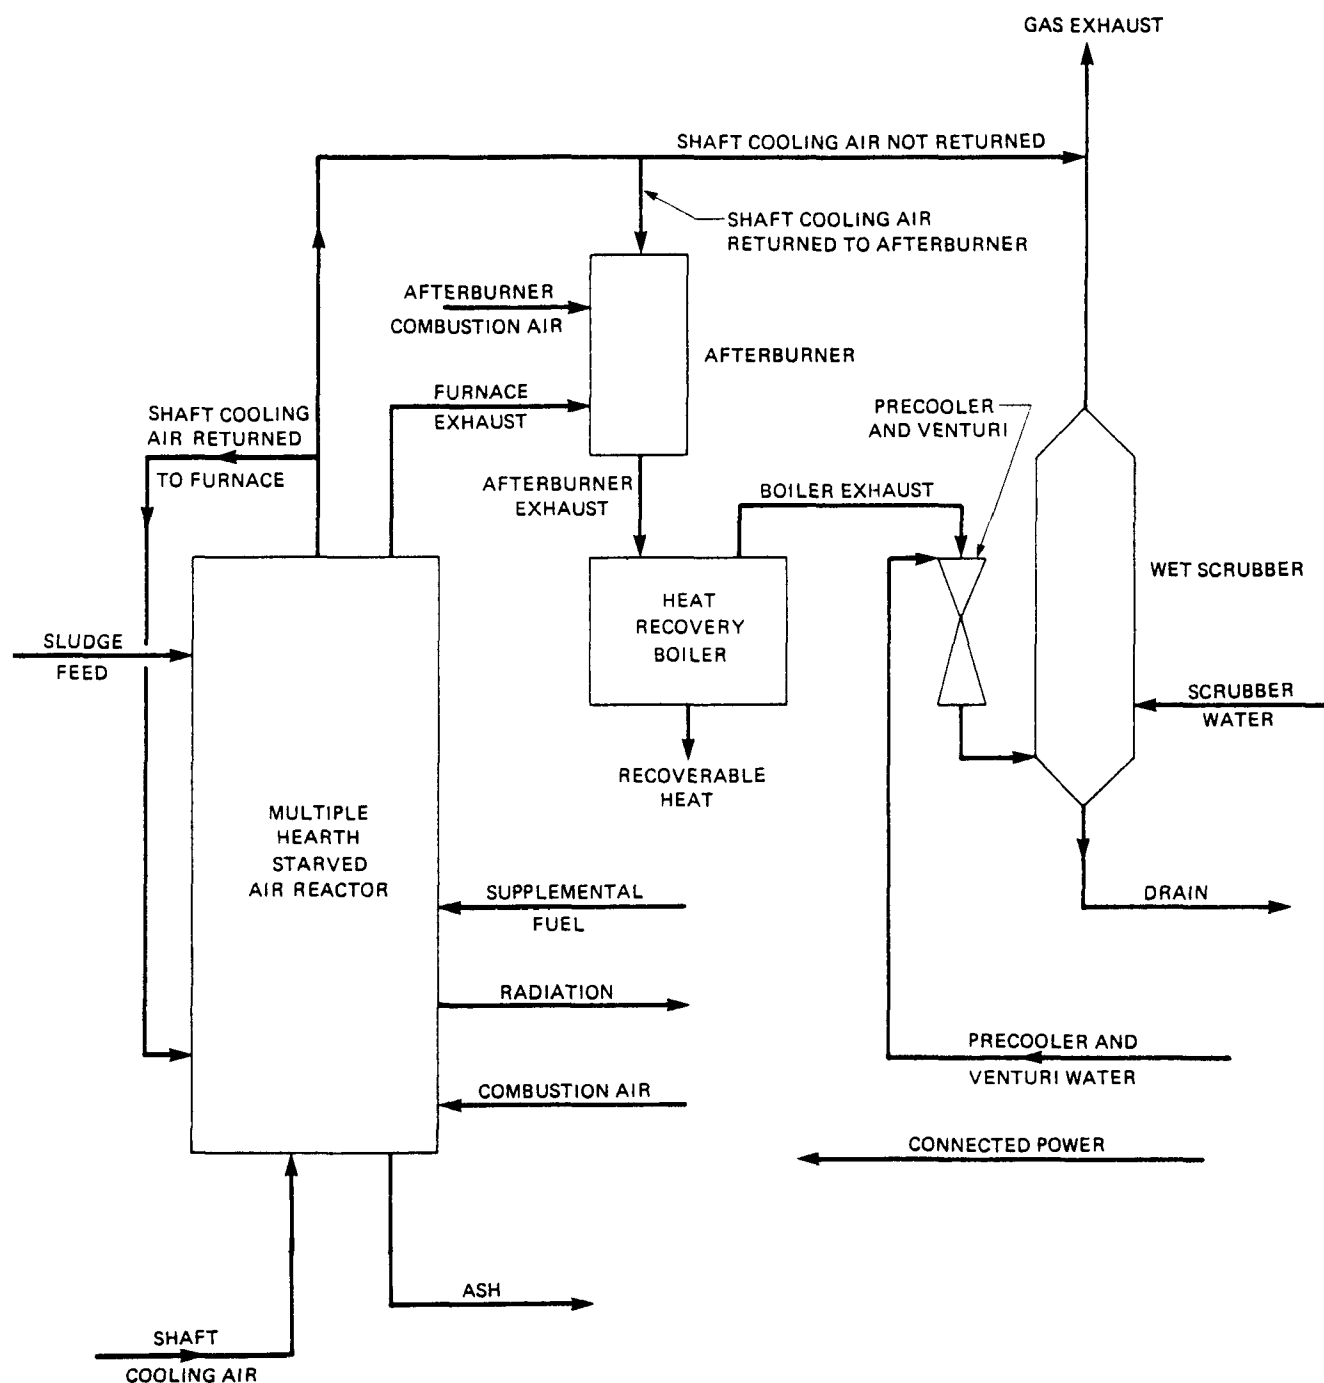 GAS EXHAUST
SHAFT COOLING AIR NOT RETURNED
SHAFT COOLING AIR
RETURNED TO AFTERBURNER
AFTERBURNER
COMBUSTION AIR
AFTERBURNER
FURNACE
EXHAUST
SHAFT COOLING
AIR RETURNED
TO FURNACE
PRECOOLER
AND VENTURI
AFTERBURNER
EXHAUST
BOILER EXHAUST
WET SCRUBBER
HEAT
RECOVERY
BOILER
SLUDGE
FEED
SCRUBBER
WATER
RECOVERABLE
HEAT
MULTIPLE
HEARTH
STARVED
AIR REACTOR
SUPPLEMENTAL
FUEL
DRAIN
RADIATION
PRECOOLER AND
VENTURI WATER
COMBUSTION AIR
CONNECTED POWER
ASH
SHAFT
COOLING AIR